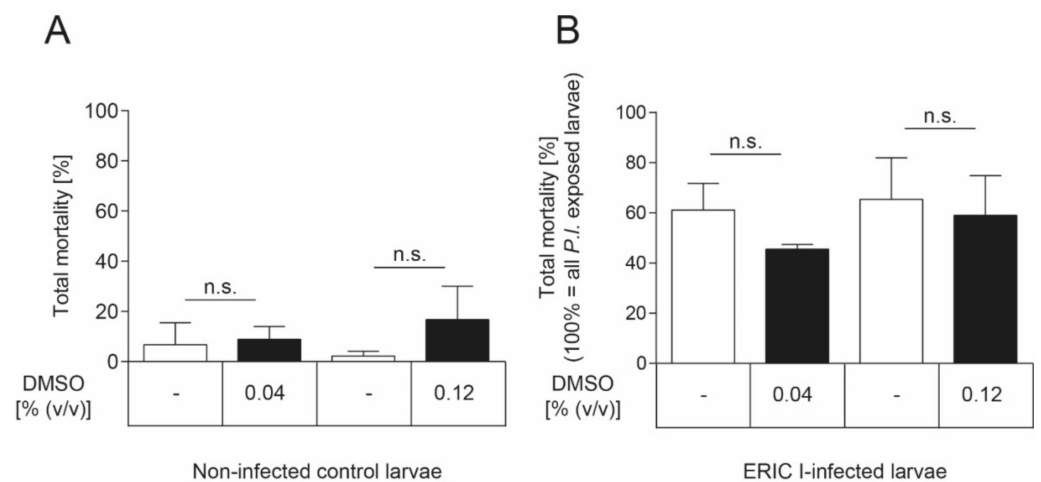 A
Total mortality [%]
100
80
60
40
20
0
n.s.
n.s.
DMSO
[% (v/v)]
- 0.04 - 0.12
Non-infected control larvae
B
Total mortality [%]
(100% = all P.l. exposed larvae)
100
80
60
40
20
0
n.s.
n.s.
DMSO
[% (v/v)]
- 0.04 - 0.12
ERIC I-infected larvae